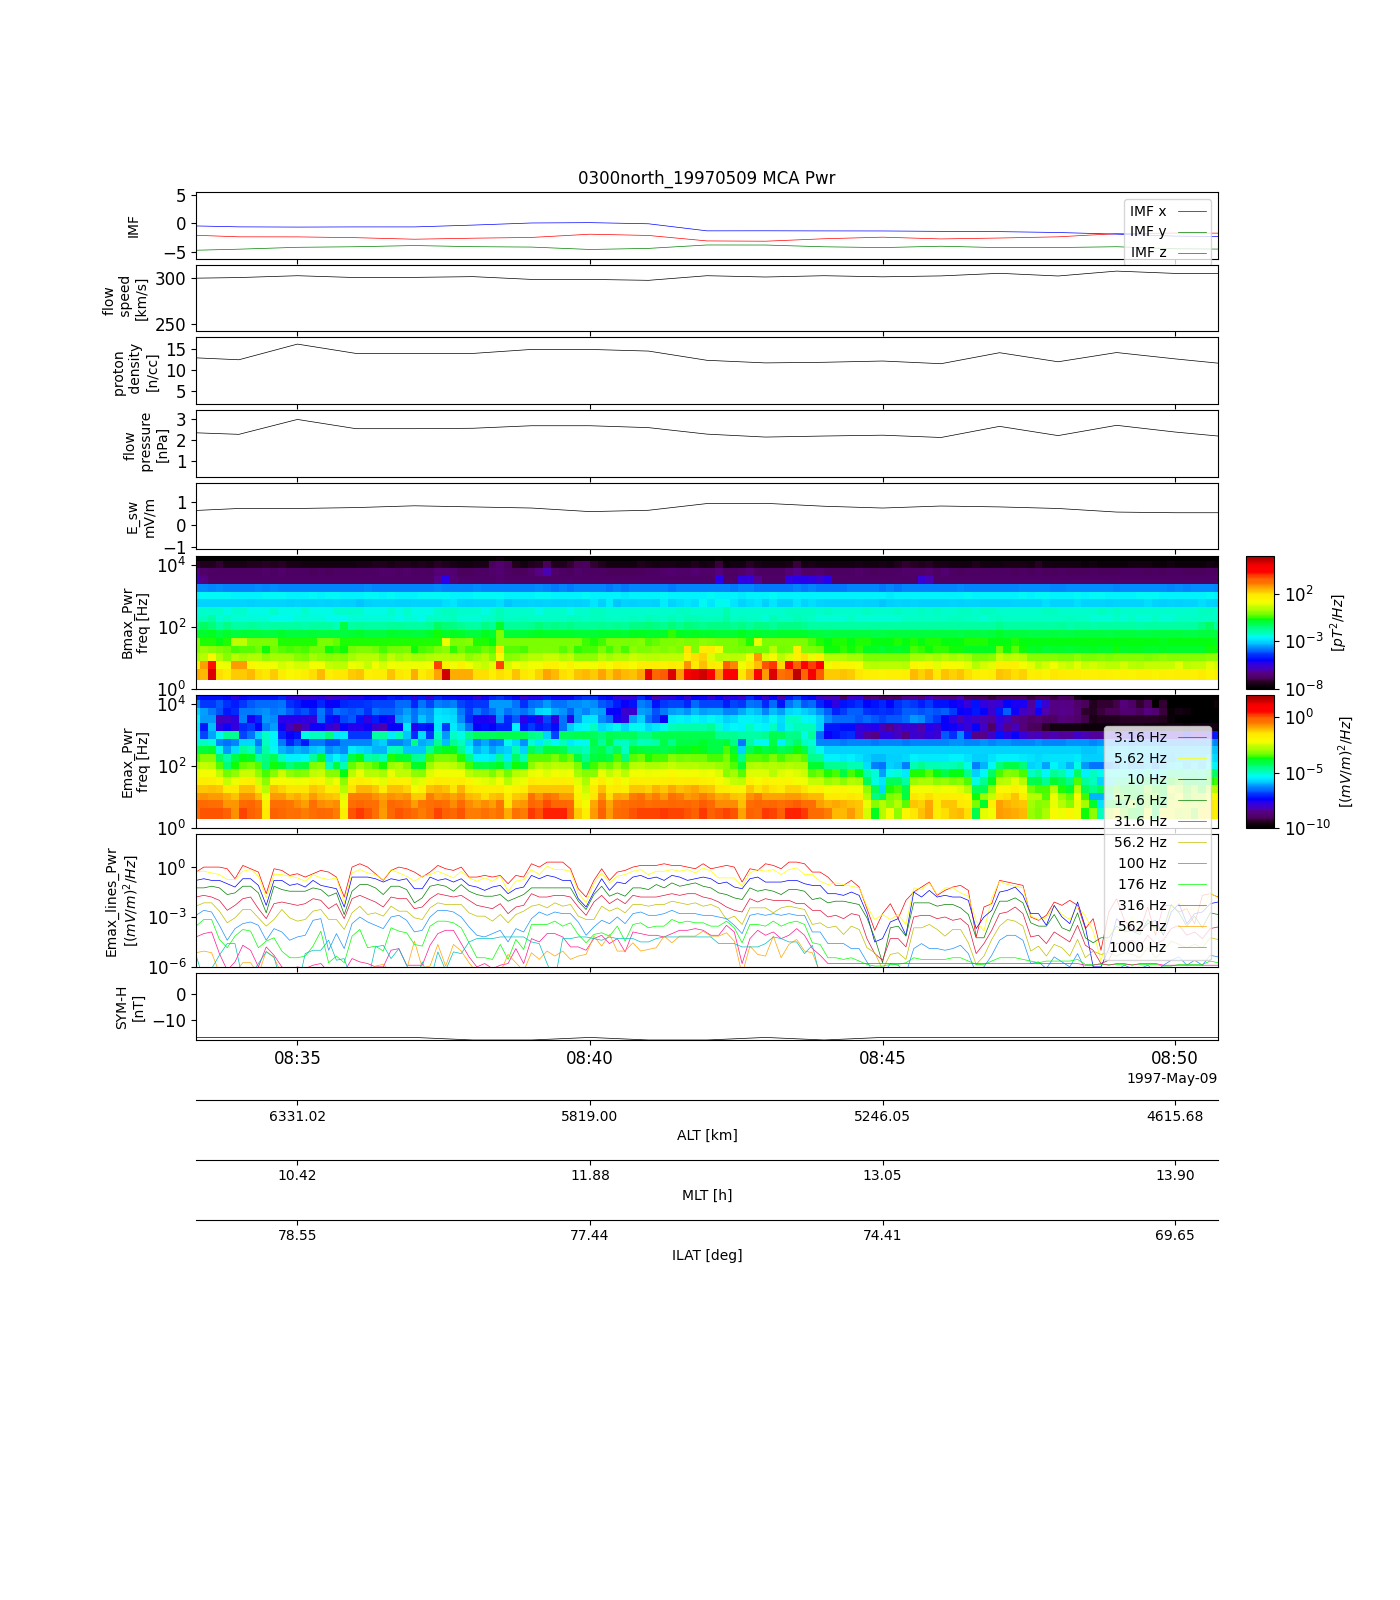 0300north_19970509 MCA Pwr
IMF
5
0
−5
IMF x
IMF y
IMF z
flow
speed
[km/s]
300
250
proton
density
[n/cc]
15
10
5
flow
pressure
[nPa]
3
2
1
E_sw
mV/m
1
0
−1
Bmax_Pwr
freq [Hz]
10^4
10^2
10^0
10^2
10^−3
10^−8
[pT^2/Hz]
Emax_Pwr
freq [Hz]
10^4
10^2
10^0
10^0
10^−5
10^−10
[(mV/m)^2/Hz]
3.16 Hz
5.62 Hz
10 Hz
17.6 Hz
31.6 Hz
56.2 Hz
100 Hz
176 Hz
316 Hz
562 Hz
1000 Hz
Emax_lines_Pwr
[(mV/m)^2/Hz]
10^0
10^−3
10^−6
SYM-H
[nT]
0
−10
08:35 08:40 08:45 08:50
1997-May-09
6331.02 5819.00 5246.05 4615.68
ALT [km]
10.42 11.88 13.05 13.90
MLT [h]
78.55 77.44 74.41 69.65
ILAT [deg]